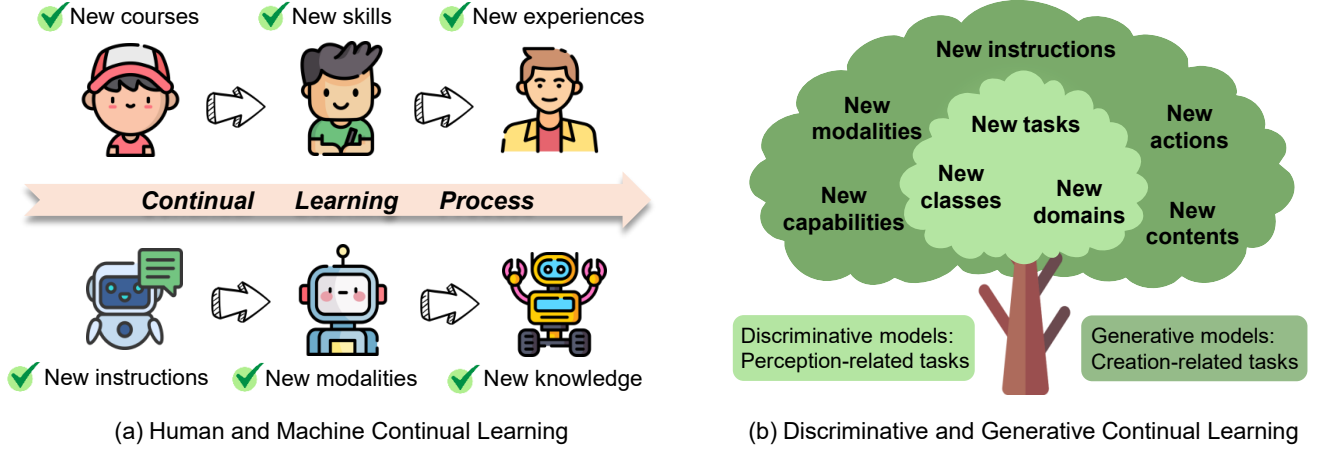 New courses
New skills
New experiences
Continual Learning Process
New instructions
New modalities
New knowledge
(a) Human and Machine Continual Learning
New instructions
New
modalities
New tasks
New
actions
New
capabilities
New
classes
New
domains
New
contents
Discriminative models:
Perception-related tasks
Generative models:
Creation-related tasks
(b) Discriminative and Generative Continual Learning